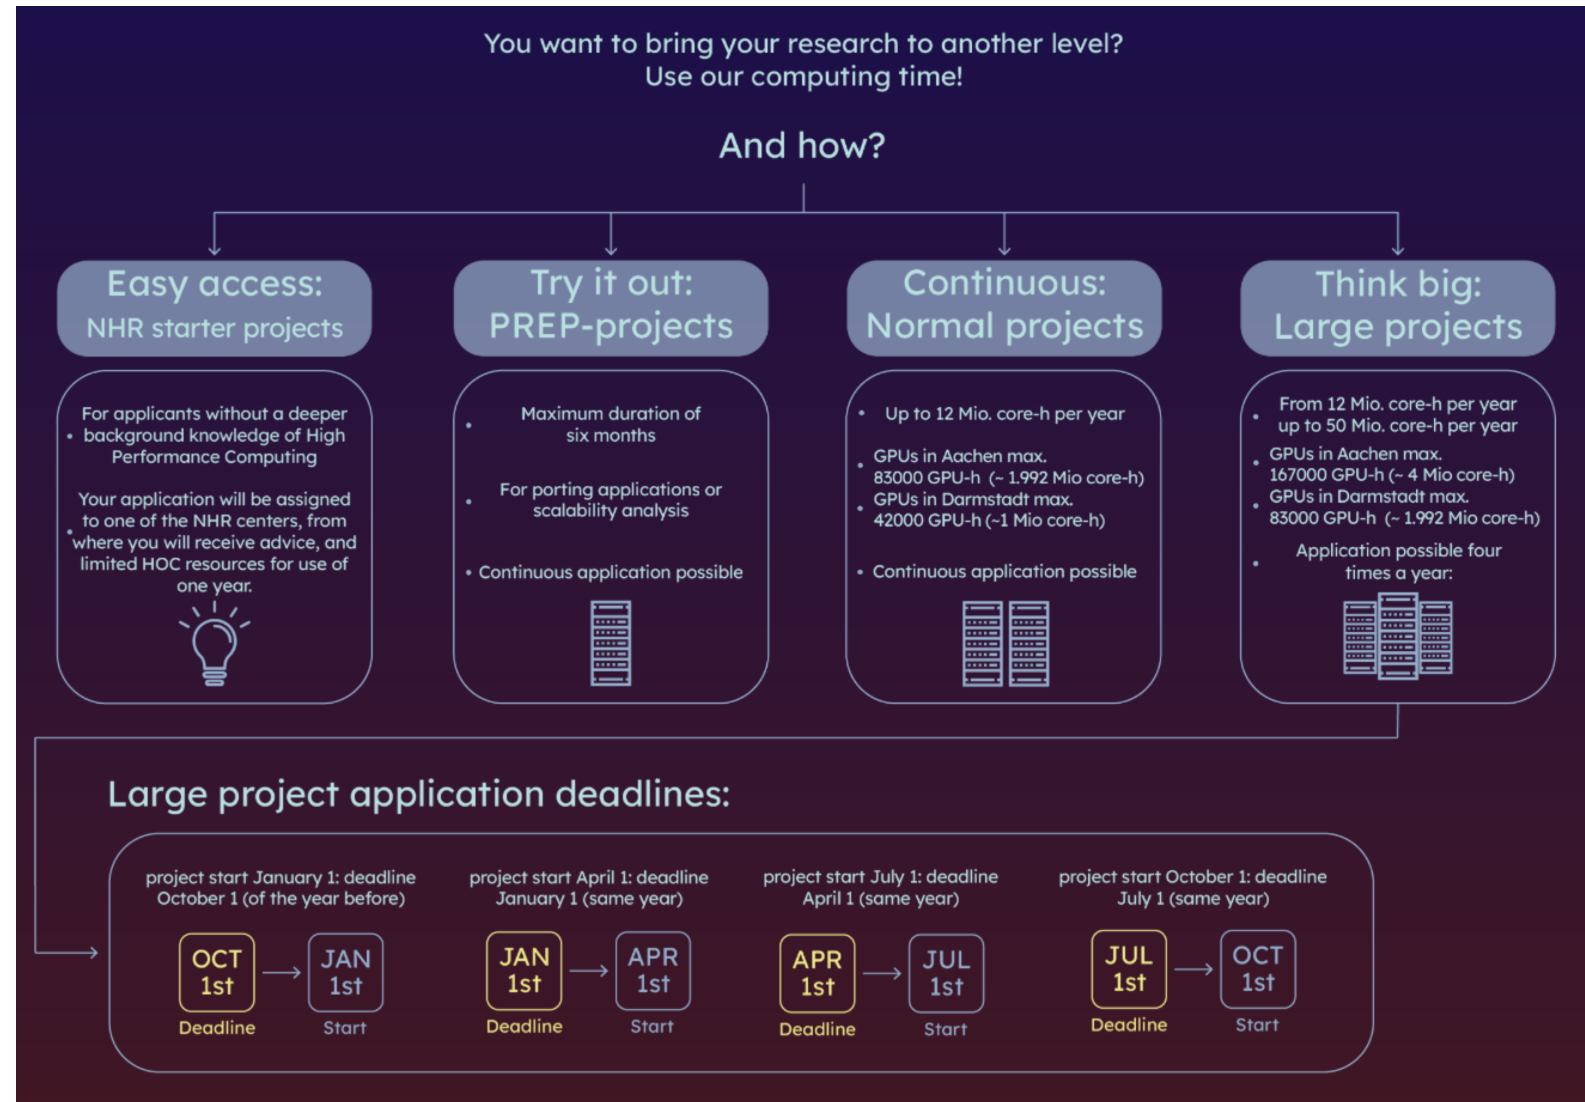 You want to bring your research to another level?
Use our computing time!
And how?
Easy access:
NHR starter projects
• For applicants without a deeper
background knowledge of High
Performance Computing
• Your application will be assigned
to one of the NHR centers, from
where you will receive advice, and
limited HOC resources for use of
one year.
Try it out:
PREP-projects
• Maximum duration of
six months
• For porting applications or
scalability analysis
• Continuous application possible
Continuous:
Normal projects
• Up to 12 Mio. core-h per year
• GPUs in Aachen max.
83000 GPU-h (~ 1.992 Mio core-h)
• GPUs in Darmstadt max.
42000 GPU-h (~1 Mio core-h)
• Continuous application possible
Think big:
Large projects
• From 12 Mio. core-h per year
up to 50 Mio. core-h per year
• GPUs in Aachen max.
167000 GPU-h (~ 4 Mio core-h)
• GPUs in Darmstadt max.
83000 GPU-h (~ 1.992 Mio core-h)
• Application possible four
times a year:
Large project application deadlines:
project start January 1: deadline
October 1 (of the year before)
OCT
1st
Deadline
JAN
1st
Start
project start April 1: deadline
January 1 (same year)
JAN
1st
Deadline
APR
1st
Start
project start July 1: deadline
April 1 (same year)
APR
1st
Deadline
JUL
1st
Start
project start October 1: deadline
July 1 (same year)
JUL
1st
Deadline
OCT
1st
Start